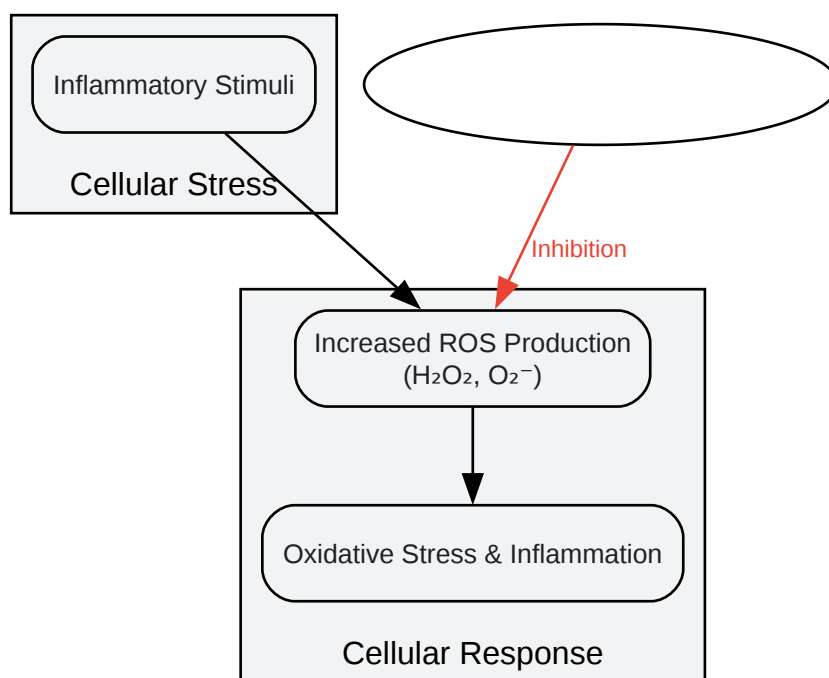 Inflammatory Stimuli
Cellular Stress
Inhibition
Increased ROS Production
(H₂O₂, O₂⁻)
Oxidative Stress & Inflammation
Cellular Response